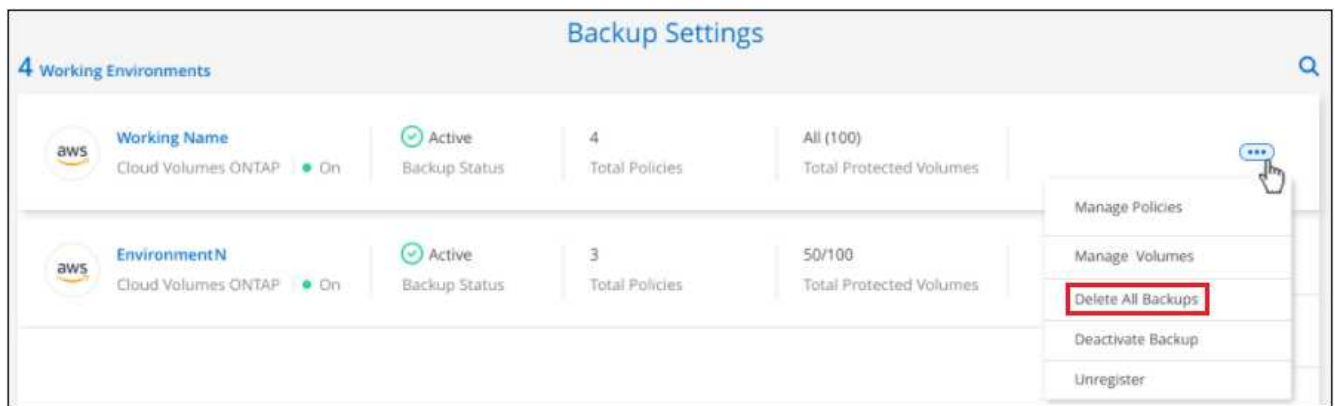 Backup Settings
4 Working Environments
aws
Working Name
Cloud Volumes ONTAP
On
Active
Backup Status
4
Total Policies
All (100)
Total Protected Volumes
Manage Policies
Manage Volumes
Delete All Backups
Deactivate Backup
Unregister
aws
EnvironmentN
Cloud Volumes ONTAP
On
Active
Backup Status
3
Total Policies
50/100
Total Protected Volumes